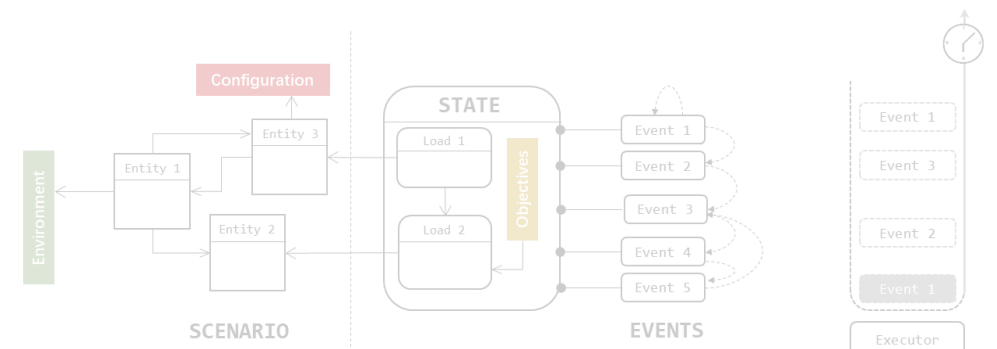 Configuration
Environment
Entity 1
Entity 3
Entity 2
SCENARIO
STATE
Load 1
Load 2
Objectives
Event 1
Event 2
Event 3
Event 4
Event 5
EVENTS
Event 1
Event 3
Event 2
Event 1
Executor